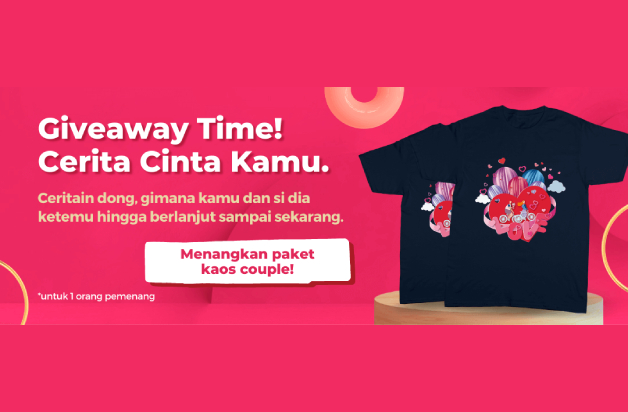 Giveaway Time!
Cerita Cinta Kamu.
Ceritain dong, gimana kamu dan si dia
ketemu hingga berlanjut sampai sekarang.
Menangkan paket
kaos couple!
*untuk 1 orang pemenang